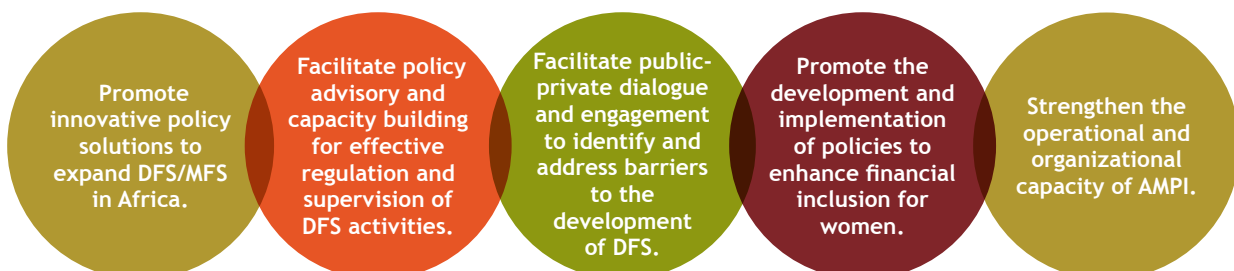 Promote
innovative policy
solutions to
expand DFS/MFS
in Africa.
Facilitate policy
advisory and
capacity building
for effective
regulation and
supervision of
DFS activities.
Facilitate public-
private dialogue
and engagement
to identify and
address barriers
to the
development
of DFS.
Promote the
development and
implementation
of policies to
enhance financial
inclusion for
women.
Strengthen the
operational and
organizational
capacity of AMPI.